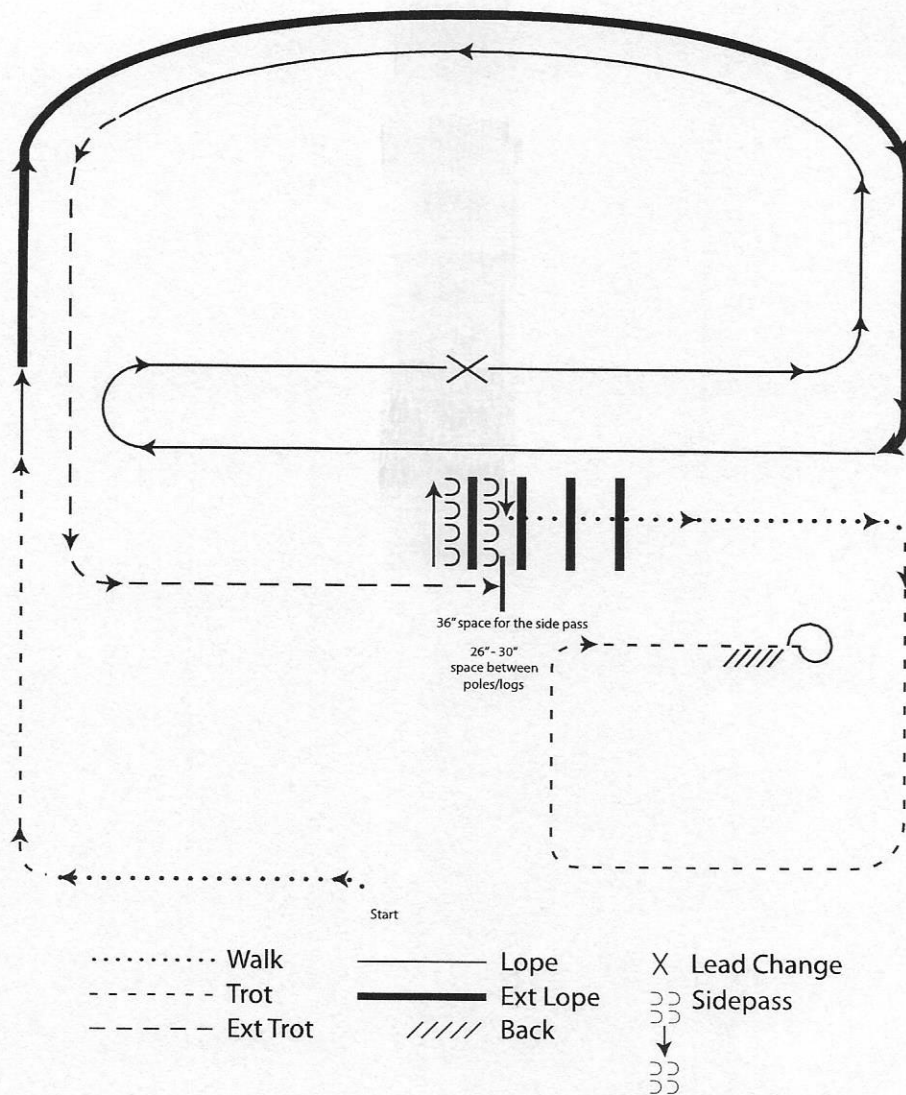 36" space for the side pass
26" - 30"
space between
poles/logs
Start
Walk
Trot
Ext Trot
Lope
Ext Lope
Back
X Lead Change
Sidepass